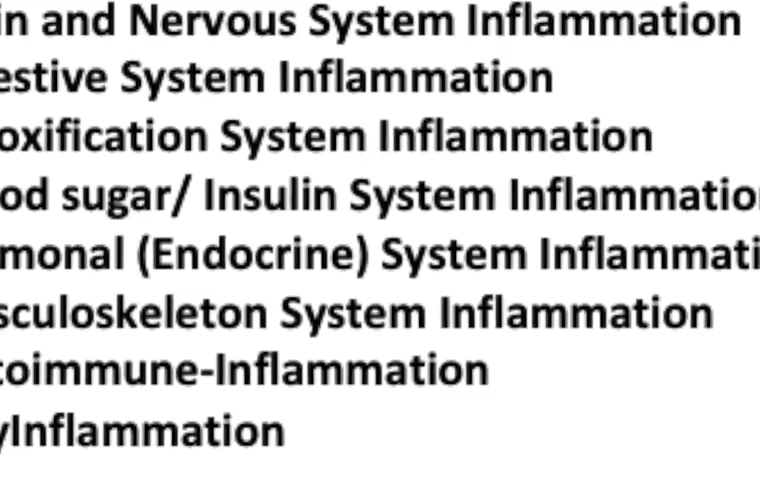 in and Nervous System Inflammation
estive System Inflammation
oxification System Inflammation
od sugar/ Insulin System Inflammatio
monal (Endocrine) System Inflammati
sculoskeleton System Inflammation
toimmune-Inflammation
yInflammation